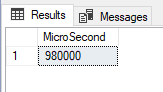 Results Messages
MicroSecond
1 980000